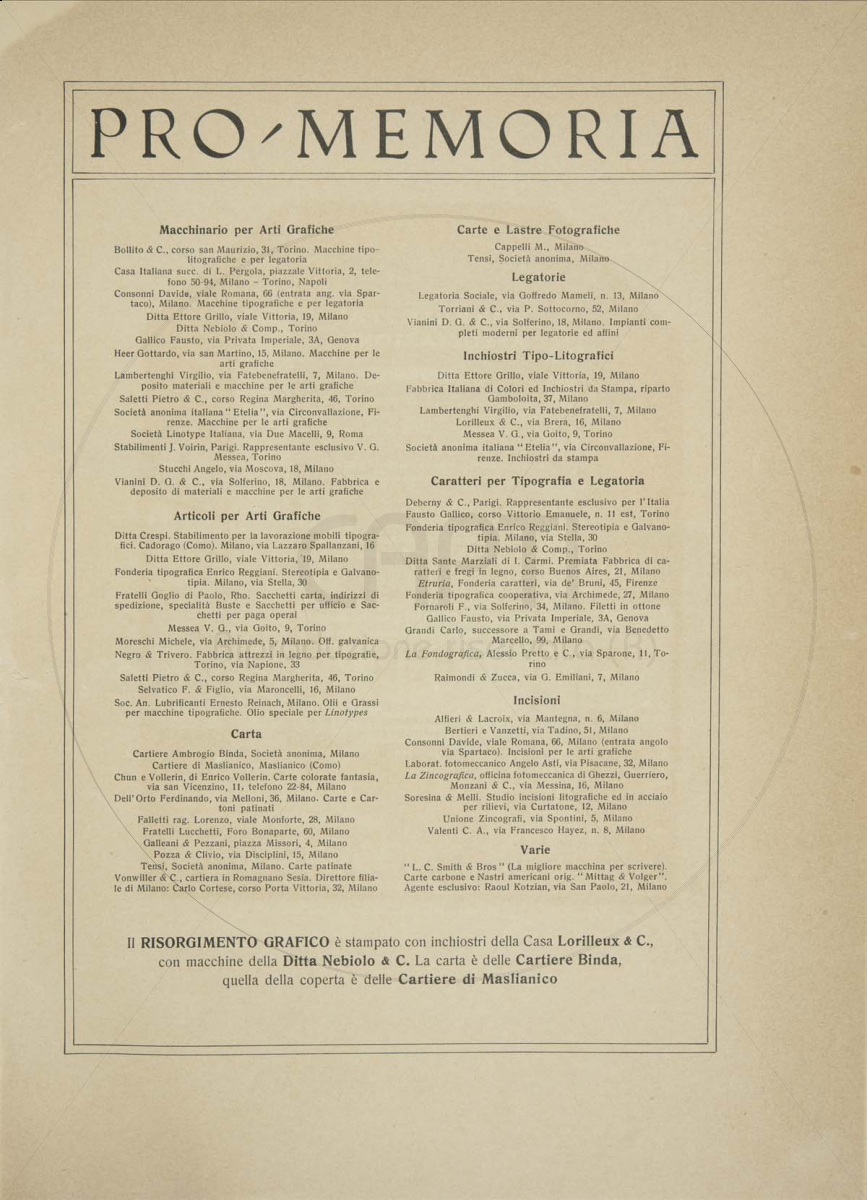 PRO-MEMORIA
Macchinario per Arti Grafiche
Bollito & C., corso san Maurizio, 31, Torino. Macchine tipo-
litografiche e per legatoria
Casa Italiana succ. di L. Pergola, piazzale Vittoria, 2, tele-
fono 50-94, Milano - Torino, Napoli
Consonni Davide, viale Romana, 66 (entrata ang. via Spar-
taco), Milano. Macchine tipografiche e per legatoria
Ditta Ettore Grillo, viale Vittoria, 19, Milano
Ditta Nebiolo & Comp., Torino
Gallico Fausto, via Privata Imperiale, 3A, Genova
Heer Gottardo, via san Martino, 15, Milano. Macchine per le
arti grafiche
Lambertenghi Virgilio, via Fatebenefratelli, 7, Milano. De-
posito materiali e macchine per le arti grafiche
Saletti Pietro & C., corso Regina Margherita, 46, Torino
Società anonima italiana "Etelia", via Circonvallazione, Fi-
renze. Macchine per le arti grafiche
Società Linotype Italiana, via Due Macelli, 9, Roma
Stabilimenti J. Voirin, Parigi. Rappresentante esclusivo V. G.
Messea, Torino
Stucchi Angelo, via Moscova, 18, Milano
Vianini D. G. & C., via Solferino, 18, Milano. Fabbrica e
deposito di materiali e macchine per le arti grafiche
Articoli per Arti Grafiche
Ditta Crespi. Stabilimento per la lavorazione mobili tipogra-
fici. Cadorago (Como). Milano, via Lazzaro Spallanzani, 16
Ditta Ettore Grillo, viale Vittoria, 19, Milano
Fonderia tipografica Enrico Reggiani. Stereotipia e Galvano-
tipia. Milano, via Stella, 30
Fratelli Goglio di Paolo, Rho. Sacchetti carta, indirizzi di
spedizione, specialità Buste e Sacchetti per ufficio e Sac-
chetti per paga operai
Messea V. G., via Goito, 9, Torino
Moreschi Michele, via Archimede, 5, Milano. Off. galvanica
Negro & Trivero. Fabbrica attrezzi in legno per tipografie,
Torino, via Napione, 33
Saletti Pietro & C., corso Regina Margherita, 46, Torino
Selvatico F. & Figlio, via Maroncelli, 16, Milano
Soc. An. Lubrificanti Ernesto Reinach, Milano. Olii e Grassi
per macchine tipografiche. Olio speciale per Linotypes
Carta
Cartiere Ambrogio Binda, Società anonima, Milano
Cartiere di Maslianico, Maslianico (Como)
Chun e Vollerin, di Enrico Vollerin. Carte colorate fantasia,
via san Vicenzino, 11, telefono 22-84, Milano
Dell'Orto Ferdinando, via Melloni, 36, Milano. Carte e Car-
toni patinati
Falletti rag. Lorenzo, viale Monforte, 28, Milano
Fratelli Lucchetti, Foro Bonaparte, 60, Milano
Galleani & Pezzani, piazza Missori, 4, Milano
Pozza & Clivio, via Disciplini, 15, Milano
Tensi, Società anonima, Milano. Carte patinate
Vonwiller & C., cartiera in Romagnano Sesia. Direttore filia-
le di Milano: Carlo Cortese, corso Porta Vittoria, 32, Milano
Carte e Lastre Fotografiche
Cappelli M., Milano
Tensi, Società anonima, Milano
Legatorie
Legatoria Sociale, via Goffredo Mameli, n. 13, Milano
Torriani & C., via P. Sottocorno, 52, Milano
Vianini D. G. & C., via Solferino, 18, Milano. Impianti com-
pleti moderni per legatorie ed affini
Inchiostri Tipo-Litografici
Ditta Ettore Grillo, viale Vittoria, 19, Milano
Fabbrica Italiana di Colori ed Inchiostri da Stampa, riparto
Gamboloita, 37, Milano
Lambertenghi Virgilio, via Fatebenefratelli, 7, Milano
Lorilleux & C., via Brera, 16, Milano
Messea V. G., via Goito, 9, Torino
Società anonima italiana "Etelia", via Circonvallazione, Fi-
renze. Inchiostri da stampa
Caratteri per Tipografia e Legatoria
Deberny & C., Parigi. Rappresentante esclusivo per l'Italia
Fausto Gallico, corso Vittorio Emanuele, n. 11 est, Torino
Fonderia tipografica Enrico Reggiani. Stereotipia e Galvano-
tipia. Milano, via Stella, 30
Ditta Nebiolo & Comp., Torino
Ditta Sante Marziali di I. Carmi. Premiata Fabbrica di ca-
ratteri e fregi in legno, corso Buenos Aires, 21, Milano
Etruria, Fonderia caratteri, via de' Bruni, 45, Firenze
Fonderia tipografica cooperativa, via Archimede, 27, Milano
Fornaroli F., via Solferino, 34, Milano. Filetti in ottone
Gallico Fausto, via Privata Imperiale, 3A, Genova
Grandi Carlo, successore a Tami e Grandi, via Benedetto
Marcello, 99, Milano
La Fondografica, Alessio Pretto e C., via Sparone, 11, To-
rino
Raimondi & Zucca, via G. Emiliani, 7, Milano
Incisioni
Alfieri & Lacroix, via Mantegna, n. 6, Milano
Bertieri e Vanzetti, via Tadino, 51, Milano
Consonni Davide, viale Romana, 66, Milano (entrata angolo
via Spartaco). Incisioni per le arti grafiche
Laborat. fotomeccanico Angelo Asti, via Pisacane, 32, Milano
La Zincografica, officina fotomeccanica di Ghezzi, Guerriero,
Monzani & C., via Messina, 16, Milano
Soresina & Melli. Studio incisioni litografiche ed in acciaio
per rilievi, via Curtatone, 12, Milano
Unione Zincografi, via Spontini, 5, Milano
Valenti C. A., via Francesco Hayez, n. 8, Milano
Varie
"L. C. Smith & Bros" (La migliore macchina per scrivere).
Carte carbone e Nastri americani orig. "Mittag & Volger".
Agente esclusivo: Raoul Kotzian, via San Paolo, 21, Milano
Il RISORGIMENTO GRAFICO è stampato con inchiostri della Casa Lorilleux & C.,
con macchine della Ditta Nebiolo & C. La carta è delle Cartiere Binda,
quella della coperta è delle Cartiere di Maslianico